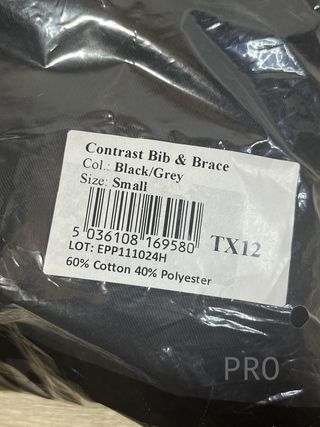 Contrast Bib & Brace
Col.: Black/Grey
Size: Small
5 036108 169580
TX12
LOT: EPP111024H
60% Cotton 40% Polyester
PRO